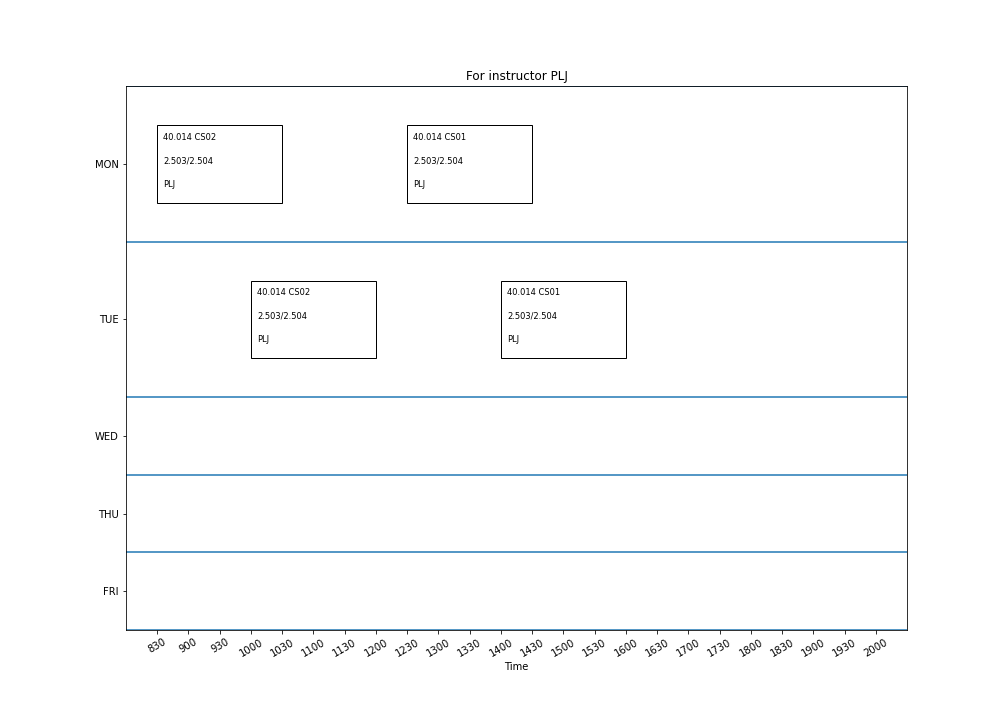 For instructor PLJ
MON
40.014 CS02
2.503/2.504
PLJ
40.014 CS01
2.503/2.504
PLJ
TUE
40.014 CS02
2.503/2.504
PLJ
40.014 CS01
2.503/2.504
PLJ
WED
THU
FRI
830 900 930 1000 1030 1100 1130 1200 1230 1300 1330 1400 1430 1500 1530 1600 1630 1700 1730 1800 1830 1900 1930 2000
Time